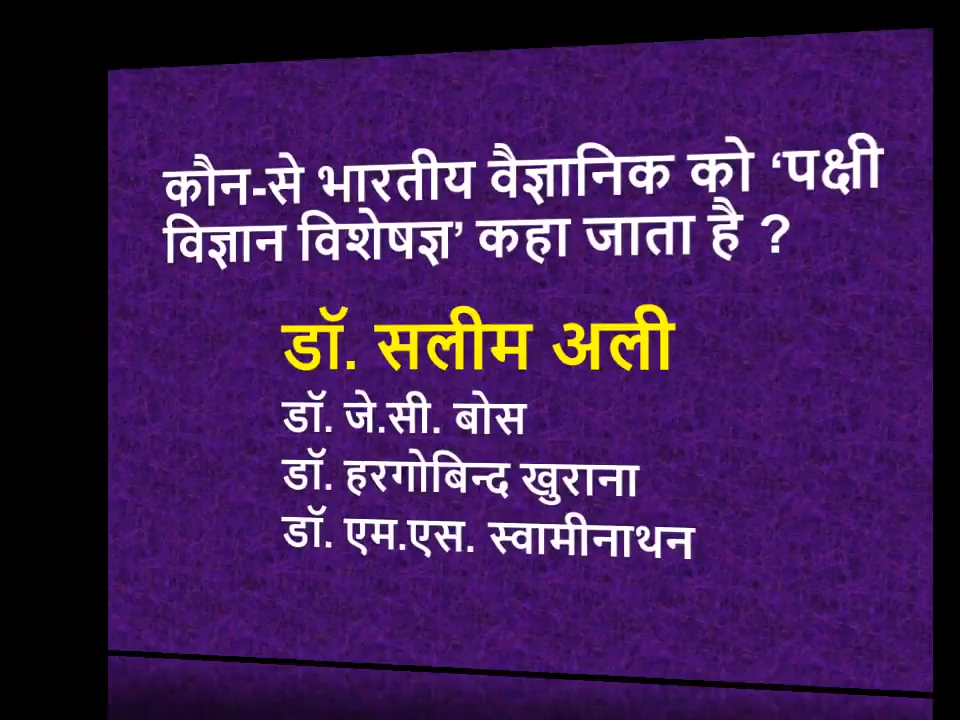 कौन-से भारतीय वैज्ञानिक को ‘पक्षी
विज्ञान विशेषज्ञ’ कहा जाता है ?
डॉ. सलीम अली
डॉ. जे.सी. बोस
डॉ. हरगोबिन्द खुराना
डॉ. एम.एस. स्वामीनाथन